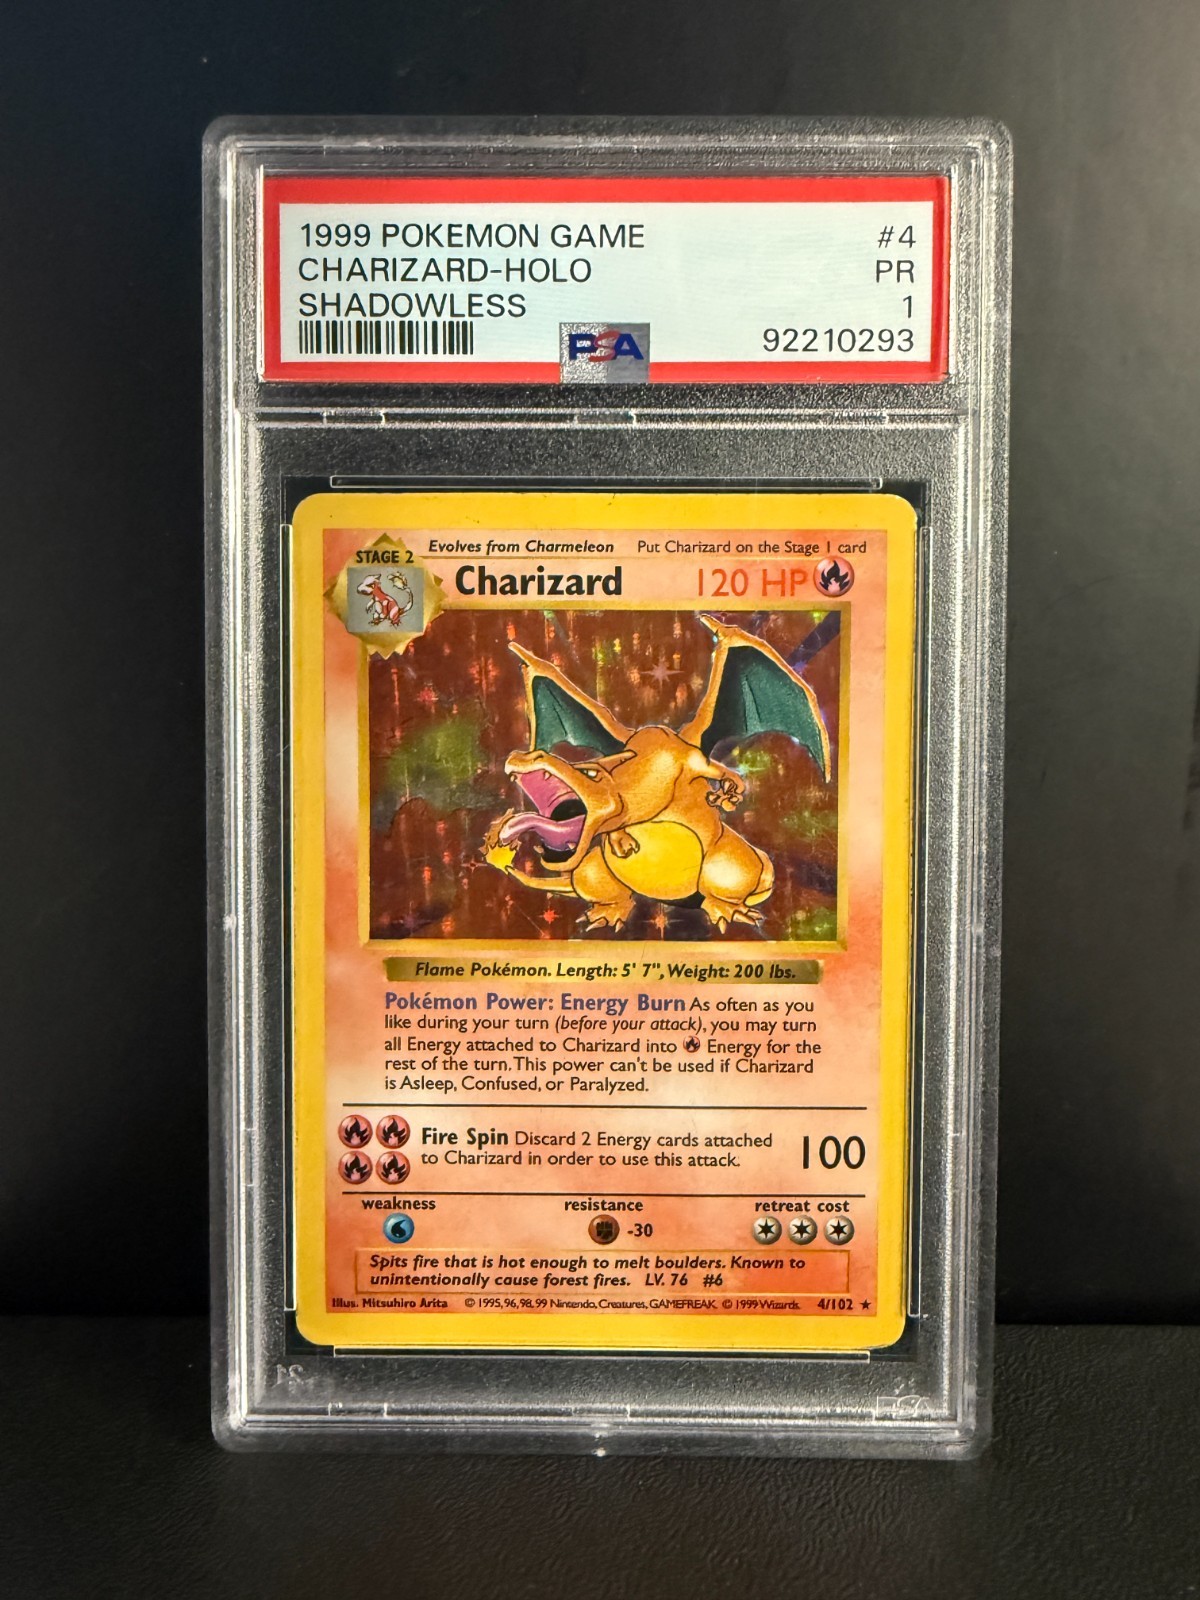 1999 POKEMON GAME #4
CHARIZARD-HOLO PR
SHADOWLESS 1
PSA 92210293
Evolves from Charmeleon Put Charizard on the Stage 1 card
STAGE 2
Charizard 120 HP
Flame Pokémon. Length: 5' 7", Weight: 200 lbs.
Pokémon Power: Energy Burn As often as you
like during your turn (before your attack), you may turn
all Energy attached to Charizard into Energy for the
rest of the turn. This power can't be used if Charizard
is Asleep, Confused, or Paralyzed.
Fire Spin Discard 2 Energy cards attached
to Charizard in order to use this attack. 100
weakness resistance retreat cost
-30
Spits fire that is hot enough to melt boulders. Known to
unintentionally cause forest fires. LV. 76 #6
Illus. Mitsuhiro Arita © 1995, 96, 98, 99 Nintendo, Creatures, GAMEFREAK. © 1999 Wizards. 4/102 ★